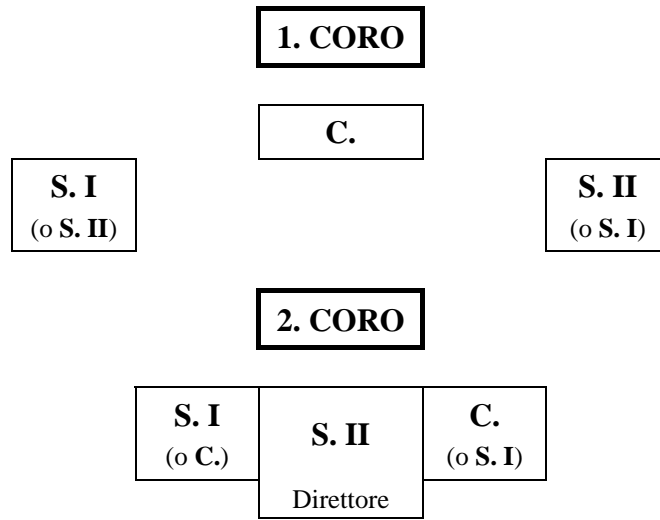 1. CORO
C.
S. I
(o S. II)
S. II
(o S. I)
2. CORO
S. I
(o C.)
S. II
Direttore
C.
(o S. I)